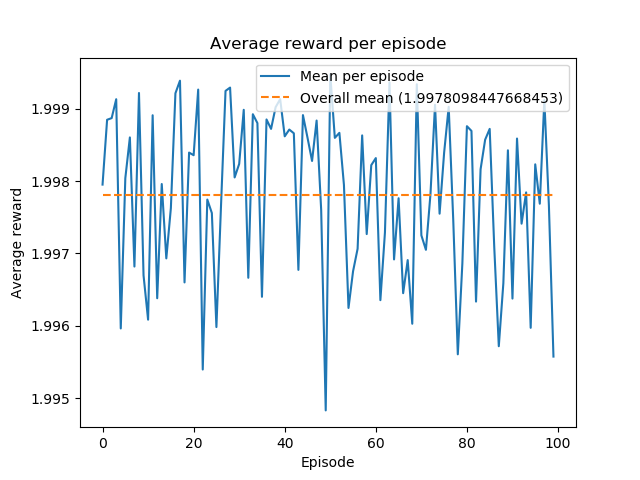 Average reward per episode
Mean per episode
Overall mean (1.9978098447668453)
1.999
1.998
1.997
1.996
1.995
Average reward
0 20 40 60 80 100
Episode